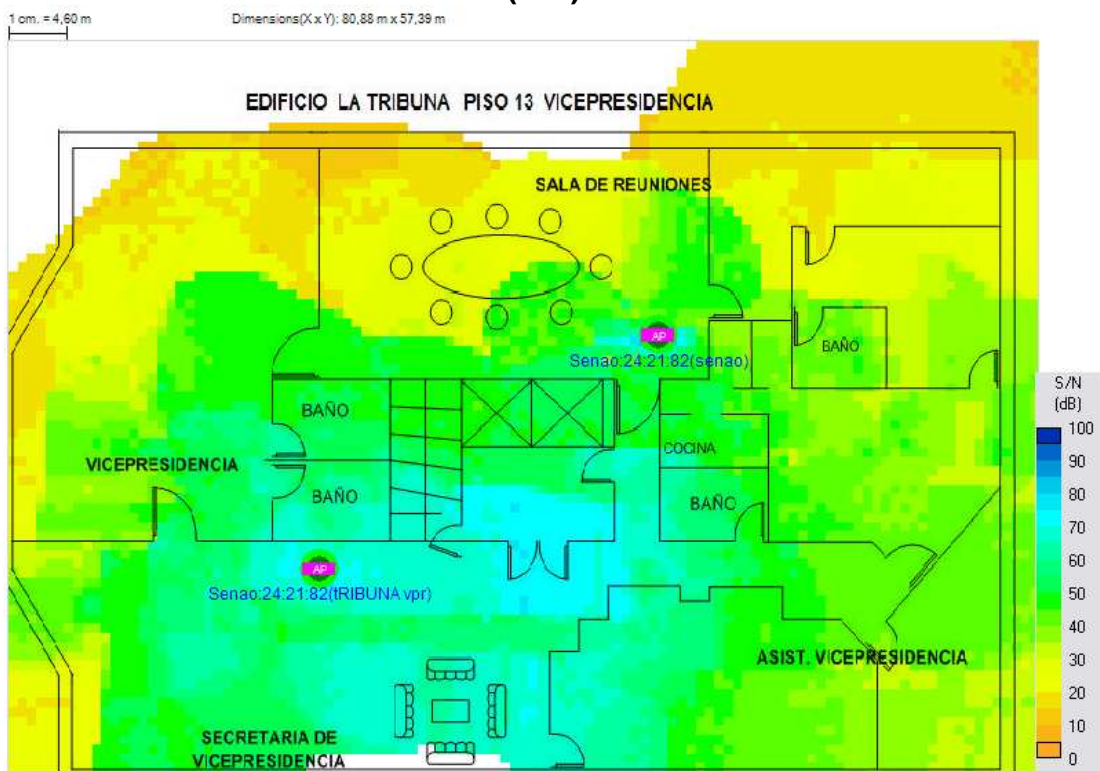 1 cm. = 4,60 m
Dimensions(X x Y): 80,88 m x 57,39 m
EDIFICIO LA TRIBUNA PISO 13 VICEPRESIDENCIA
SALA DE REUNIONES
AP
Senao:24:21:82(senao)
BAÑO
S/N
(dB)
100
90
80
70
60
50
40
30
20
10
0
BAÑO
COCINA
VICEPRESIDENCIA
BAÑO
BAÑO
AP
Senao:24:21:82(tRIBUNA vpr)
ASIST. VICEPRESIDENCIA
SECRETARIA DE
VICEPRESIDENCIA